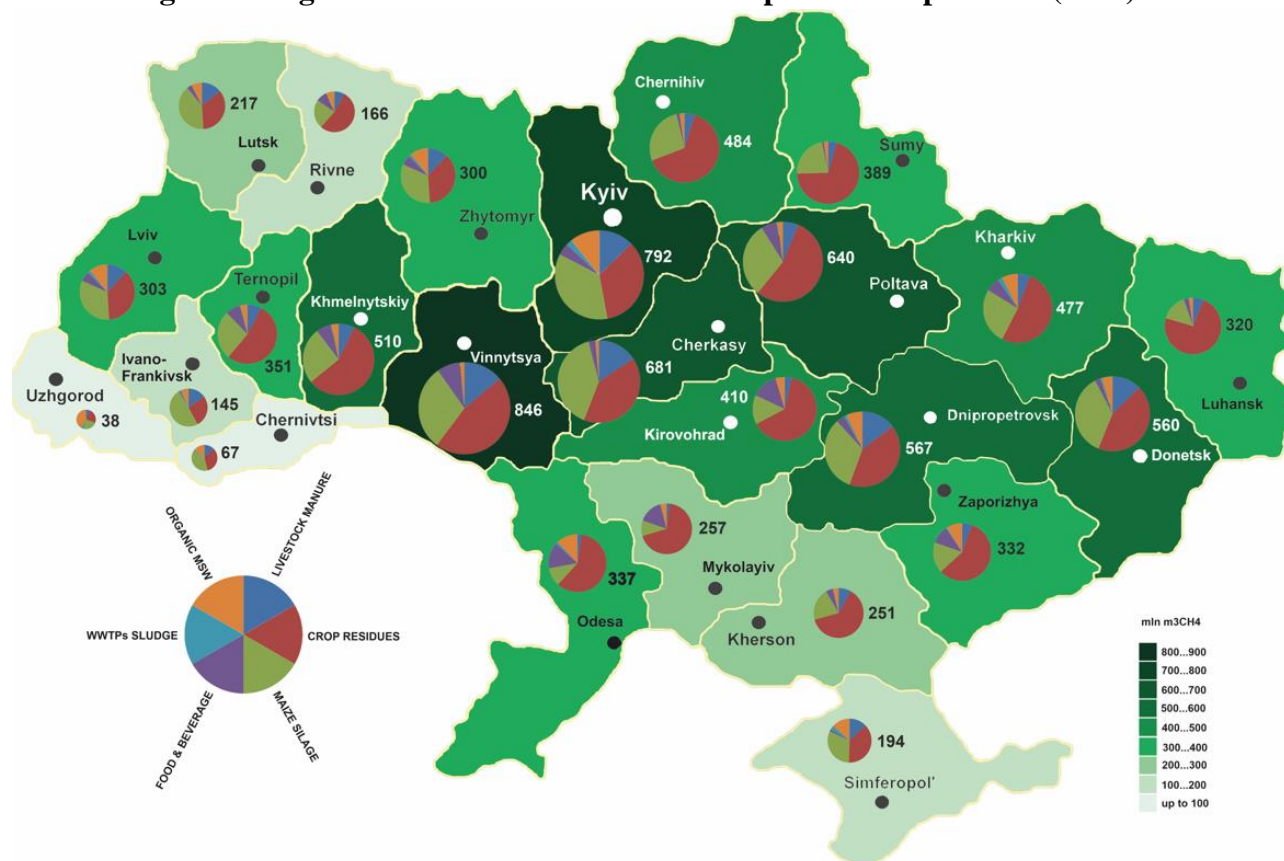 Chernihiv
484
217
166
Lutsk
Rivne
300
Zhytomyr
Sumy
389
Kyiv
792
640
Poltava
Kharkiv
477
Lviv
303
Ternopil
351
Khmelnytskiy
510
Vinnytsya
846
Cherkasy
681
320
Luhansk
Ivano-
Frankivsk
145
Uzhgorod
38
Chernivtsi
67
410
Kirovohrad
Dnipropetrovsk
567
560
Donetsk
Zaporizhya
332
257
Mykolayiv
337
Odesa
251
Kherson
194
Simferopol'
ORGANIC MSW
LIVESTOCK MANURE
WWTPs SLUDGE
CROP RESIDUES
FOOD & BEVERAGE
MAIZE SILAGE
mln m3CH4
800...900
700...800
600...700
500...600
400...500
300...400
200...300
100...200
up to 100